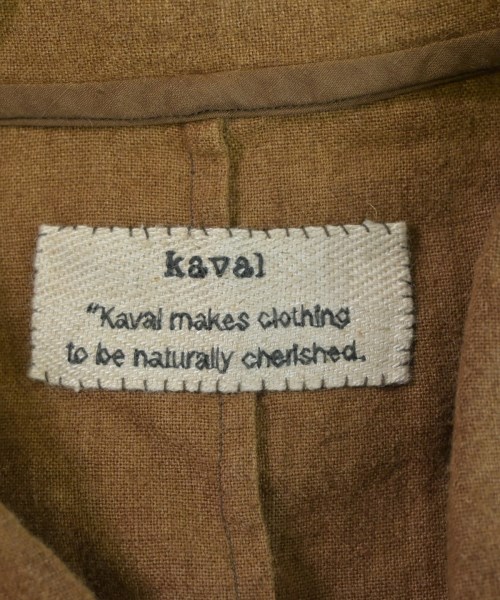 kaval
"Kaval makes clothing
to be naturally cherished.